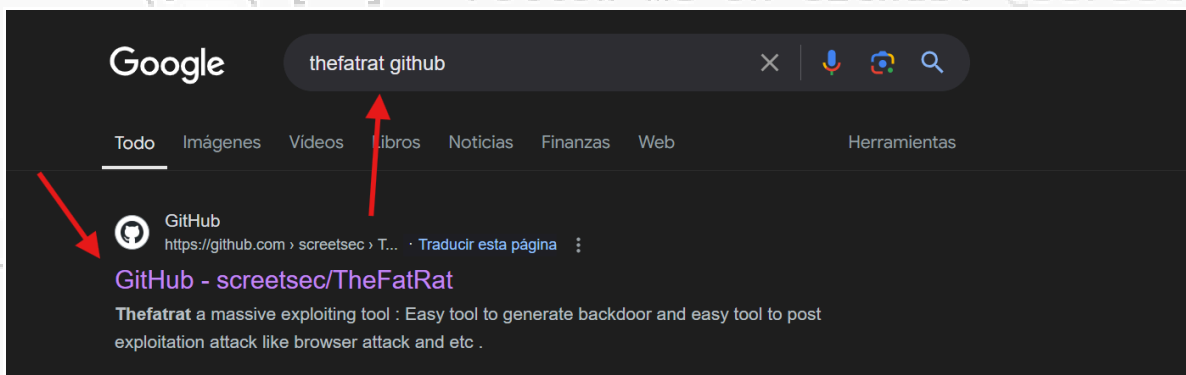 Google
thefatrat github
Todo Imágenes Vídeos Libros Noticias Finanzas Web Herramientas
GitHub
https://github.com › screetsec › T... · Traducir esta página
GitHub - screetsec/TheFatRat
Thefatrat a massive exploiting tool : Easy tool to generate backdoor and easy tool to post
exploitation attack like browser attack and etc .